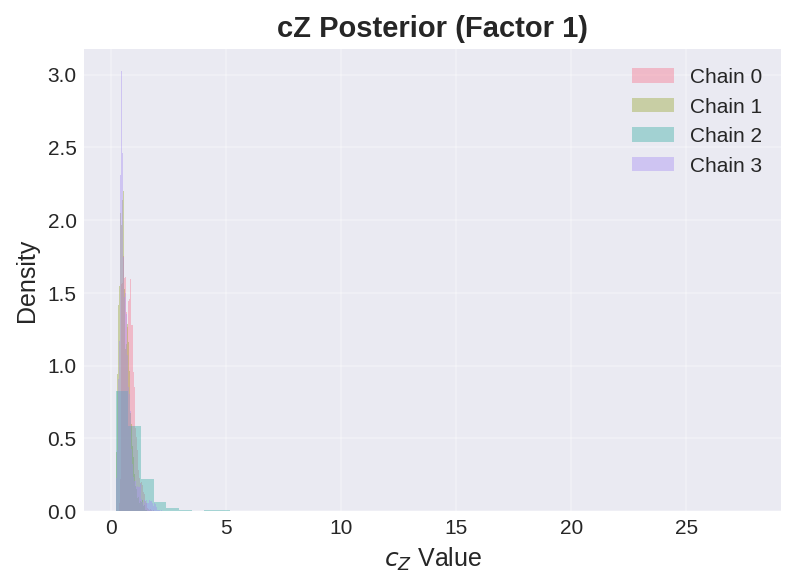 cZ Posterior (Factor 1)
Chain 0
Chain 1
Chain 2
Chain 3
Density
3.0
2.5
2.0
1.5
1.0
0.5
0.0
0 5 10 15 20 25
c_Z Value